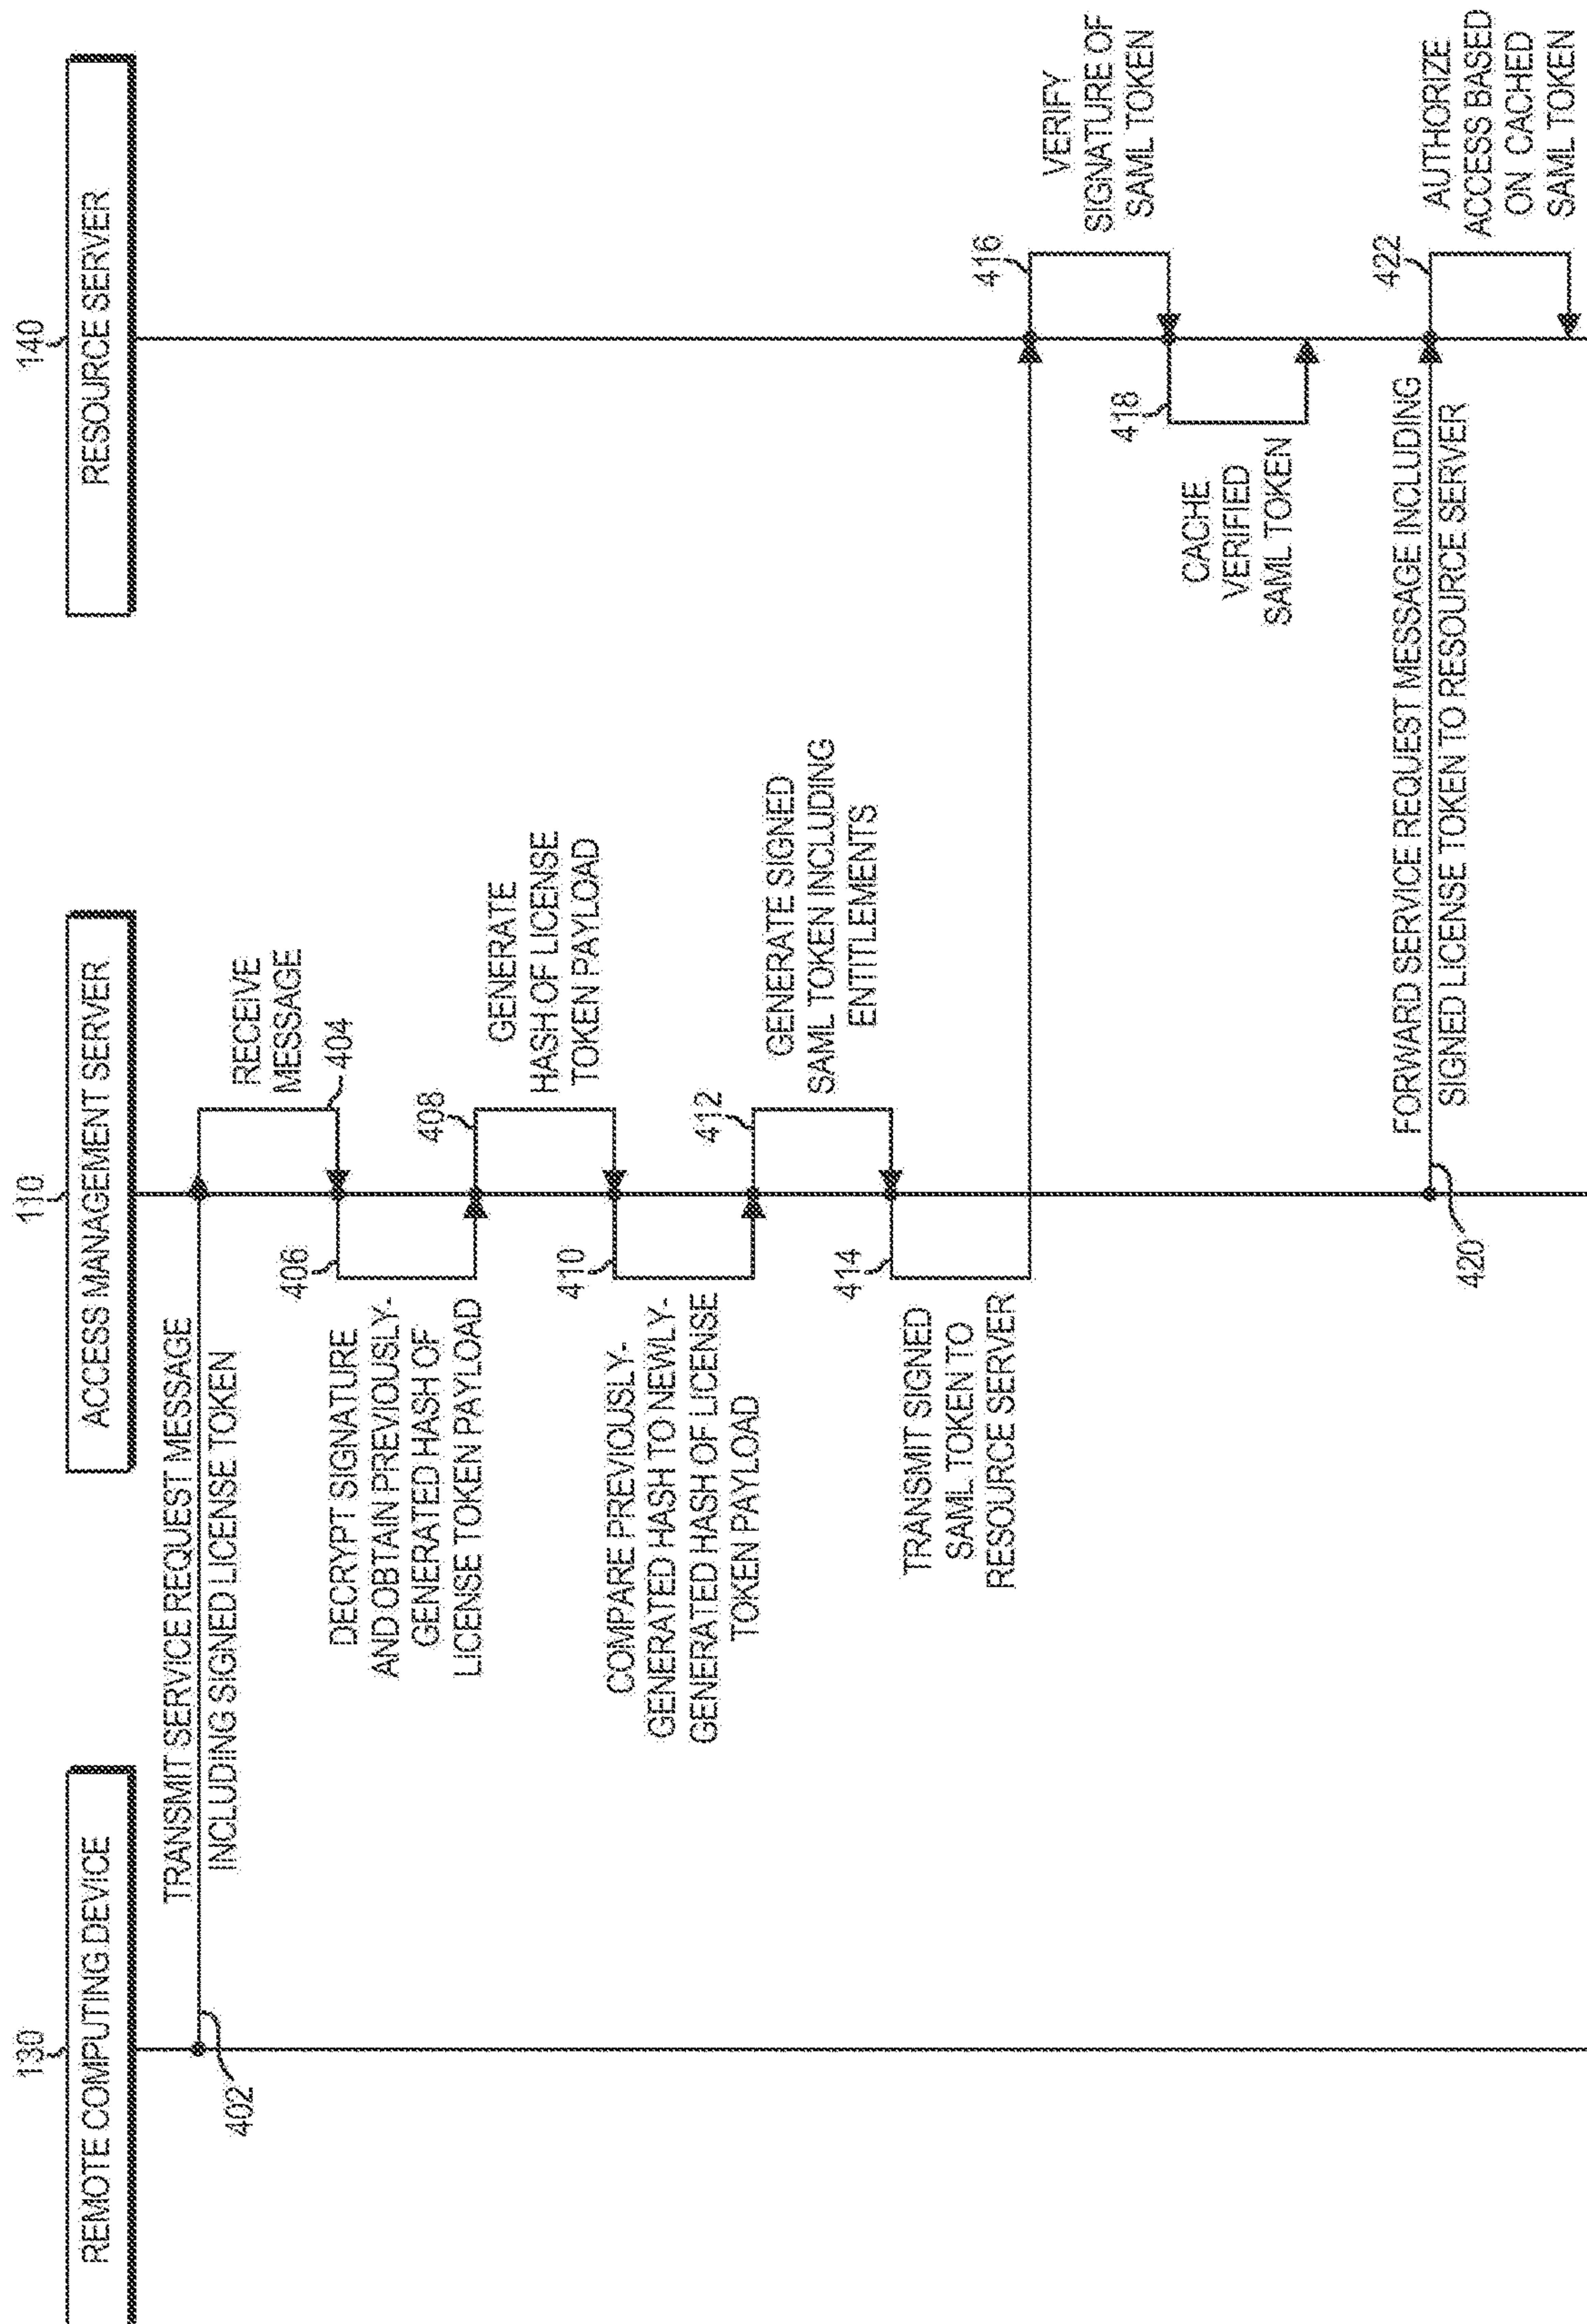 130
REMOTE COMPUTING DEVICE
110
ACCESS MANAGEMENT SERVER
140
RESOURCE SERVER
TRANSMIT SERVICE REQUEST MESSAGE
INCLUDING SIGNED LICENSE TOKEN
402
RECEIVE
MESSAGE
404
406
DECRYPT SIGNATURE
AND OBTAIN PREVIOUSLY-
GENERATED HASH OF
LICENSE TOKEN PAYLOAD
408
GENERATE
HASH OF LICENSE
TOKEN PAYLOAD
410
COMPARE PREVIOUSLY-
GENERATED HASH TO NEWLY-
GENERATED HASH OF LICENSE
TOKEN PAYLOAD
412
GENERATE SIGNED
SAML TOKEN INCLUDING
ENTITLEMENTS
414
TRANSMIT SIGNED
SAML TOKEN TO
RESOURCE SERVER
416
VERIFY
SIGNATURE OF
SAML TOKEN
418
CACHE
VERIFIED
SAML TOKEN
FORWARD SERVICE REQUEST MESSAGE INCLUDING
SIGNED LICENSE TOKEN TO RESOURCE SERVER
420
422
AUTHORIZE
ACCESS BASED
ON CACHED
SAML TOKEN